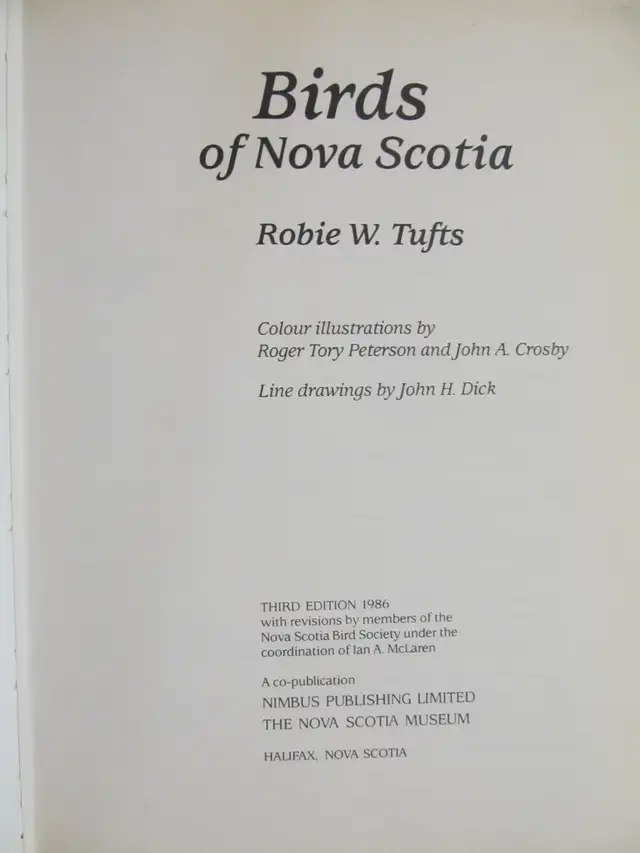 Birds
of Nova Scotia
Robie W. Tufts
Colour illustrations by
Roger Tory Peterson and John A. Crosby
Line drawings by John H. Dick
THIRD EDITION 1986
with revisions by members of the
Nova Scotia Bird Society under the
coordination of Ian A. McLaren
A co-publication
NIMBUS PUBLISHING LIMITED
THE NOVA SCOTIA MUSEUM
HALIFAX, NOVA SCOTIA